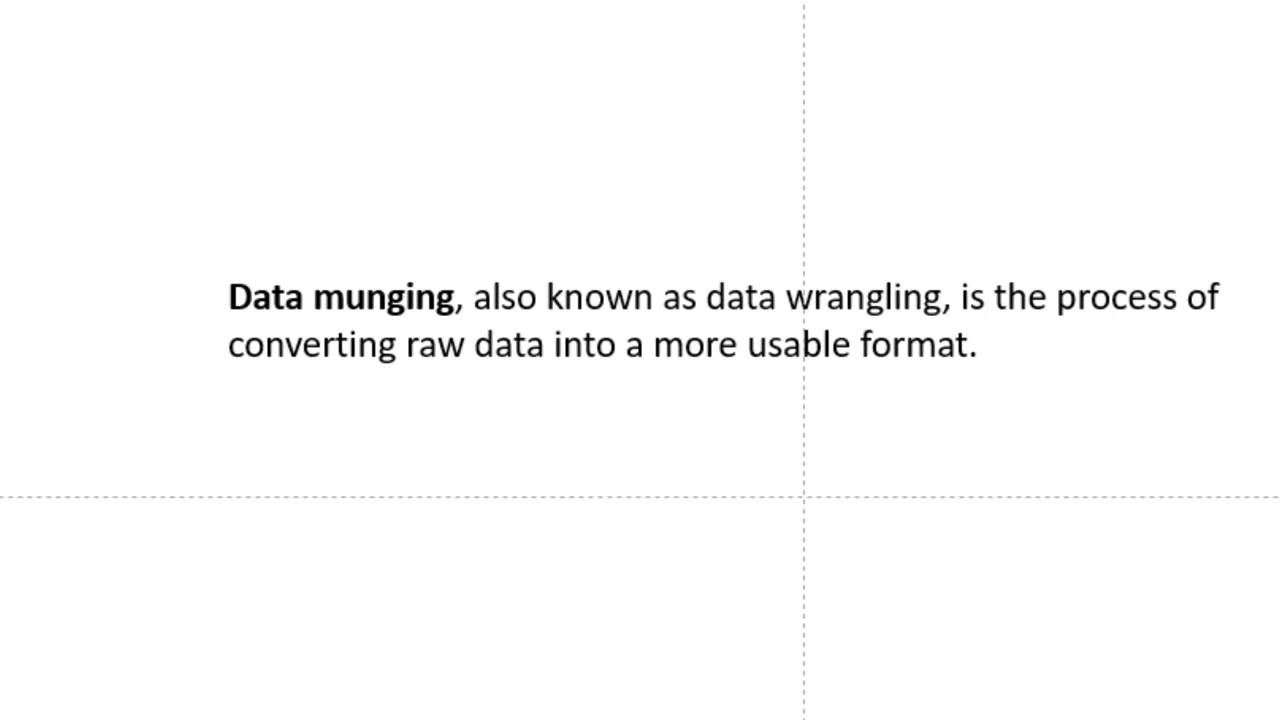 Data munging, also known as data wrangling, is the process of
converting raw data into a more usable format.